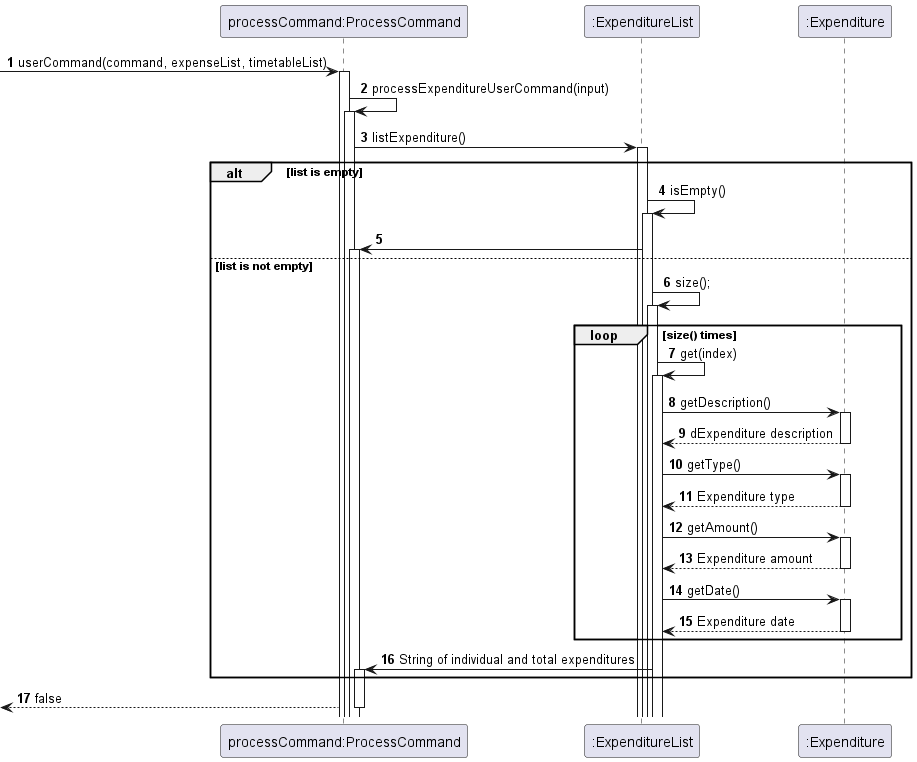 processCommand:ProcessCommand
:ExpenditureList
:Expenditure
1 userCommand(command, expenseList, timetableList)
2 processExpenditureUserCommand(input)
3 listExpenditure()
alt [list is empty]
4 isEmpty()
5
[list is not empty]
6 size();
loop [size() times]
7 get(index)
8 getDescription()
9 dExpenditure description
10 getType()
11 Expenditure type
12 getAmount()
13 Expenditure amount
14 getDate()
15 Expenditure date
16 String of individual and total expenditures
17 false
processCommand:ProcessCommand
:ExpenditureList
:Expenditure